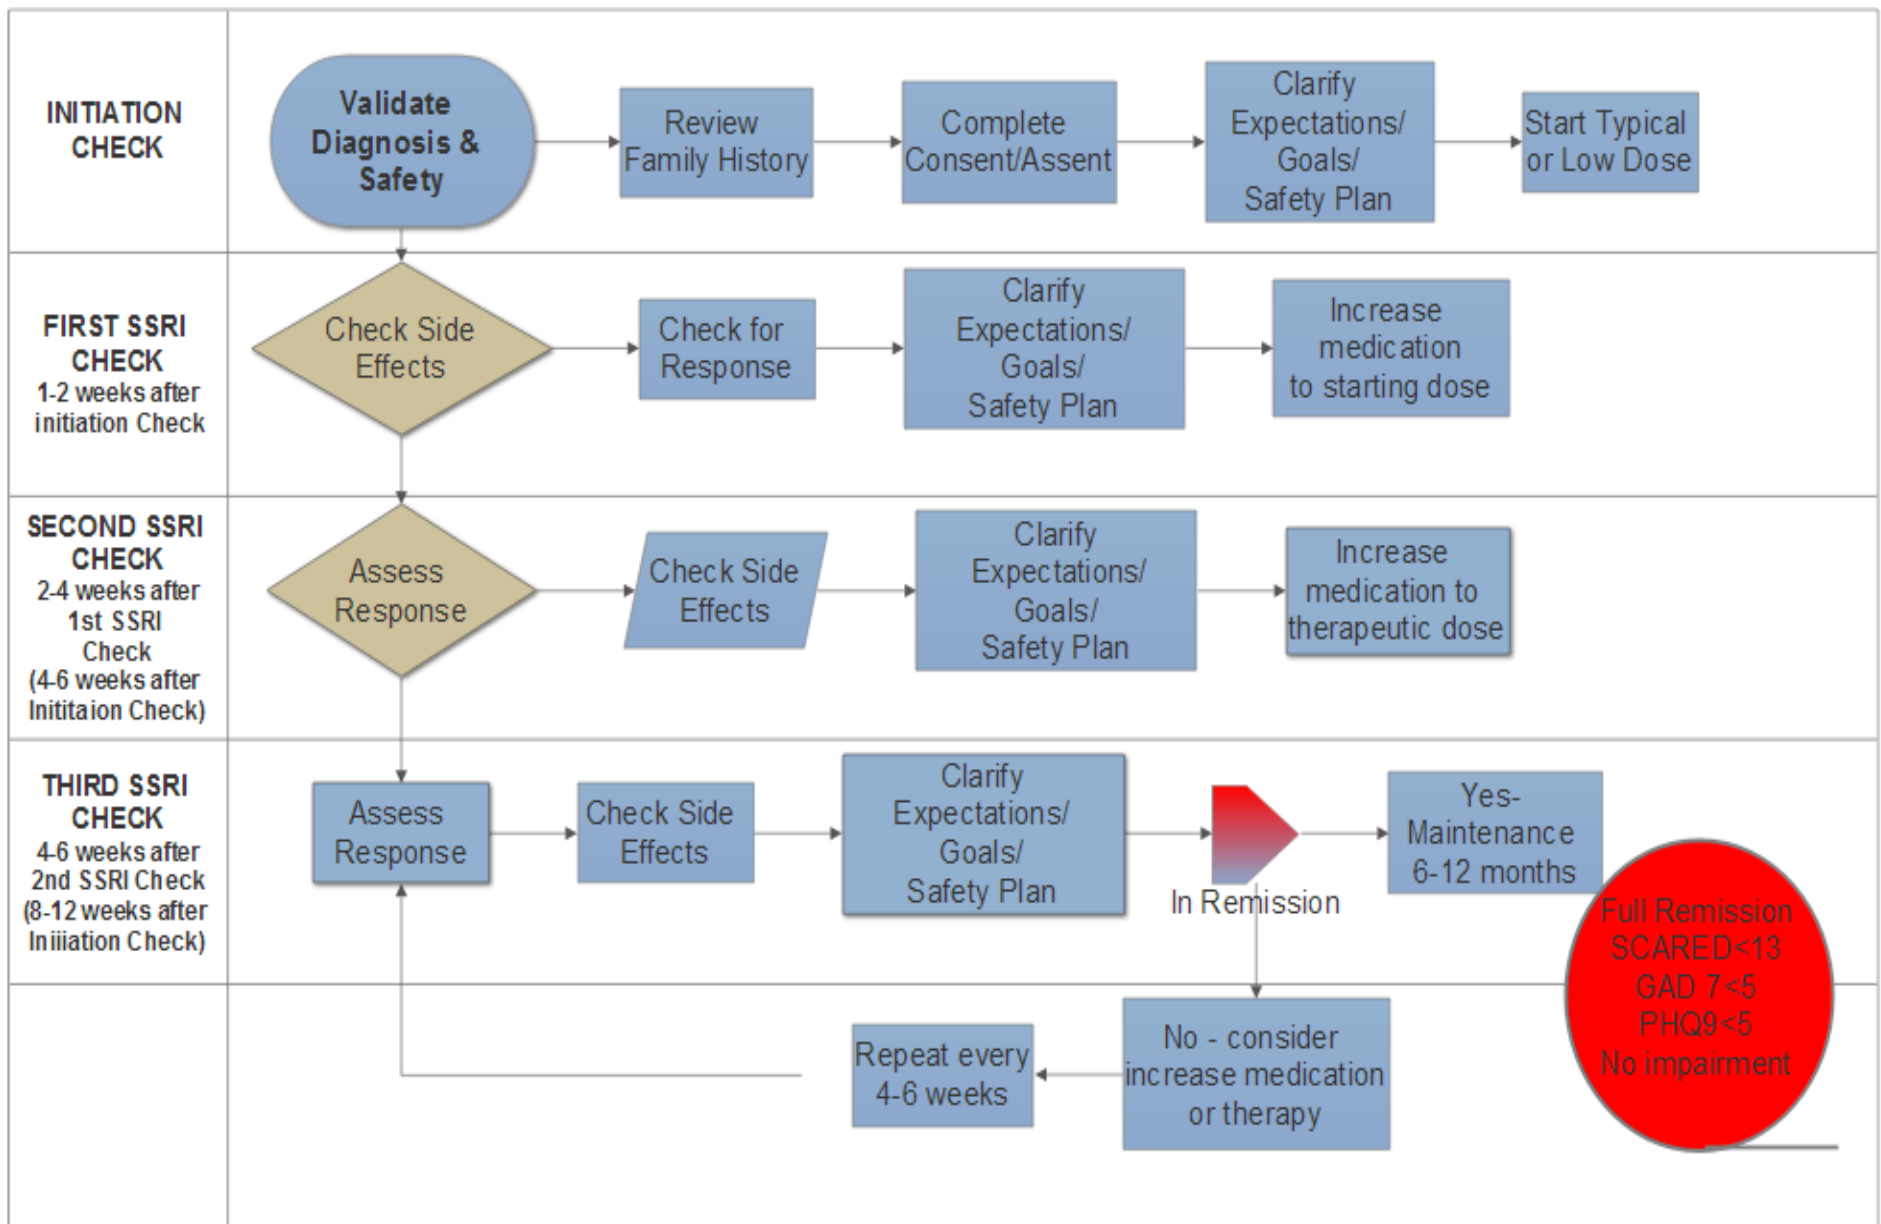 INITIATION
CHECK
Validate
Diagnosis &
Safety
Review
Family History
Complete
Consent/Assent
Clarify
Expectations/
Goals/
Safety Plan
Start Typical
or Low Dose
FIRST SSRI
CHECK
1-2 weeks after
initiation Check
Check Side
Effects
Check for
Response
Clarify
Expectations/
Goals/
Safety Plan
Increase
medication
to starting dose
SECOND SSRI
CHECK
2-4 weeks after
1st SSRI
Check
(4-6 weeks after
Inititaion Check)
Assess
Response
Check Side
Effects
Clarify
Expectations/
Goals/
Safety Plan
Increase
medication to
therapeutic dose
THIRD SSRI
CHECK
4-6 weeks after
2nd SSRI Check
(8-12 weeks after
Iniiiation Check)
Assess
Response
Check Side
Effects
Clarify
Expectations/
Goals/
Safety Plan
In Remission
Yes-
Maintenance
6-12 months
Full Remission
SCARED<13
GAD 7<5
PHQ9<5
No impairment
Repeat every
4-6 weeks
No - consider
increase medication
or therapy